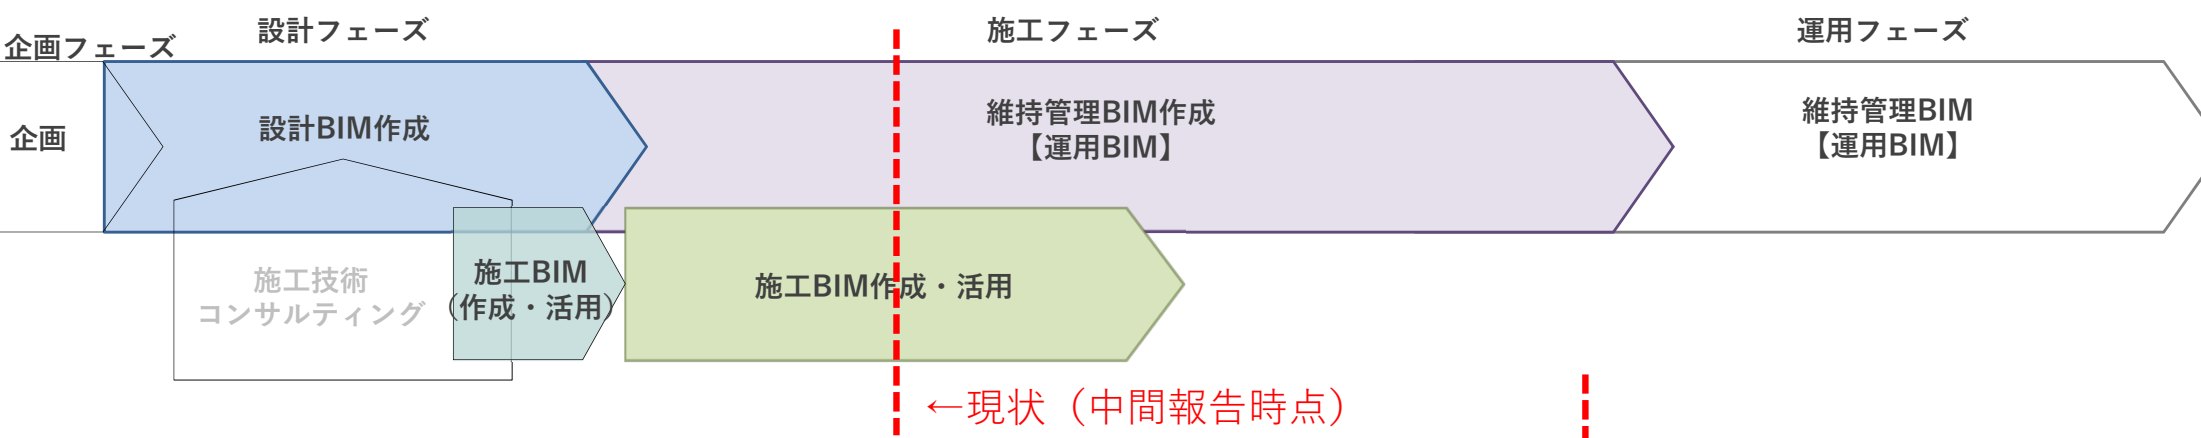 企画フェーズ
設計フェーズ
施工フェーズ
運用フェーズ
企画
設計BIM作成
維持管理BIM作成
【運用BIM】
維持管理BIM
【運用BIM】
施工技術
コンサルティング
施工BIM
（作成・活用）
施工BIM作成・活用
←現状（中間報告時点）